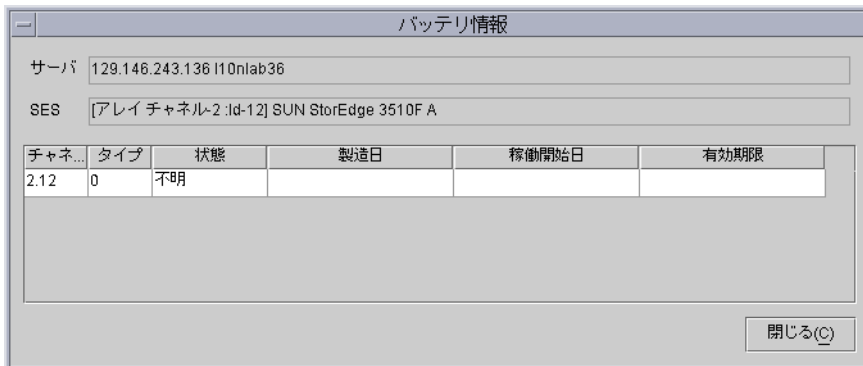 バッテリ情報
サーバ 129.146.243.136 l10nlab36
SES [アレイ チャネル-2 :Id-12] SUN StorEdge 3510F A
チャネ... タイプ 状態 製造日 稼働開始日 有効期限
2.12 0 不明
閉じる(C)